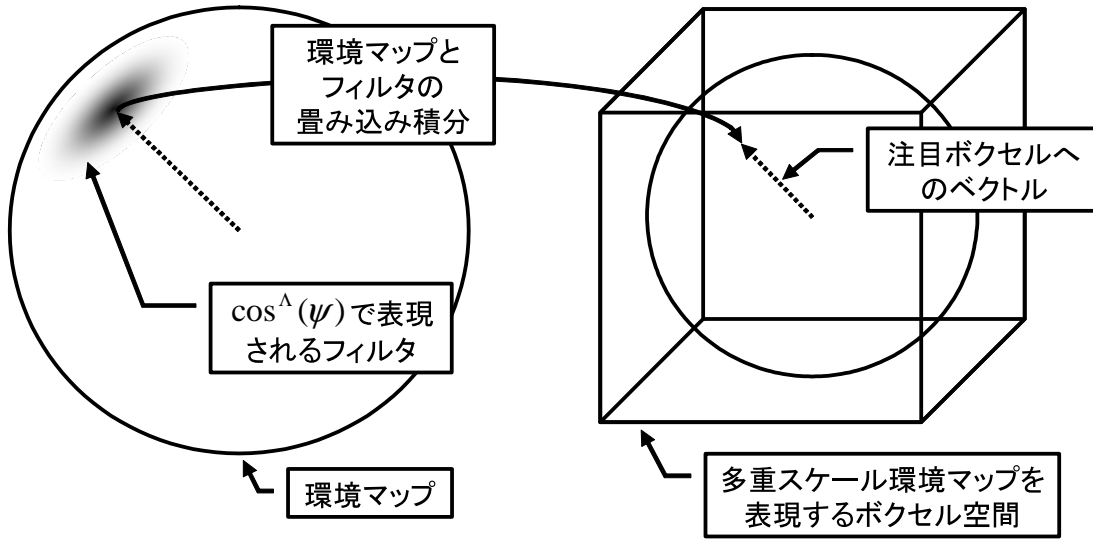 環境マップと
フィルタの
畳み込み積分
注目ボクセルへ
のベクトル
cos^Λ(ψ)で表現
されるフィルタ
環境マップ
多重スケール環境マップを
表現するボクセル空間